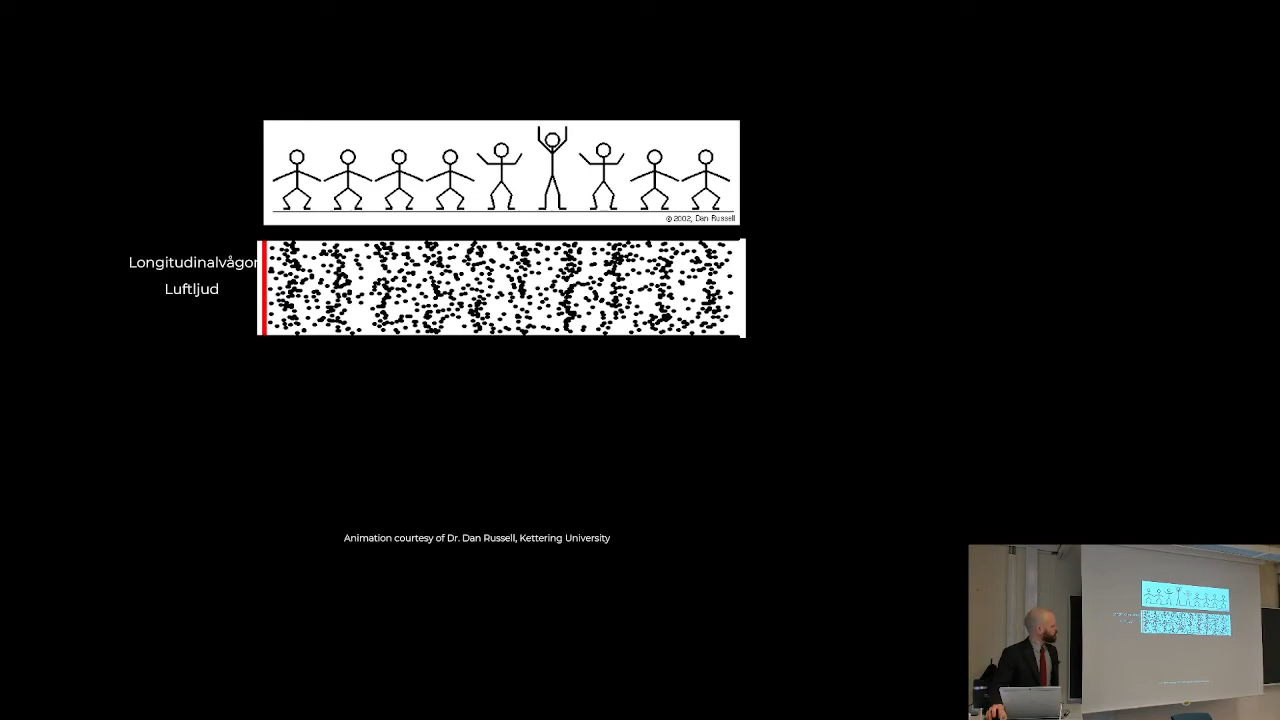 © 2002, Dan Russell
Longitudinalvågor
Luftljud
Animation courtesy of Dr. Dan Russell, Kettering University